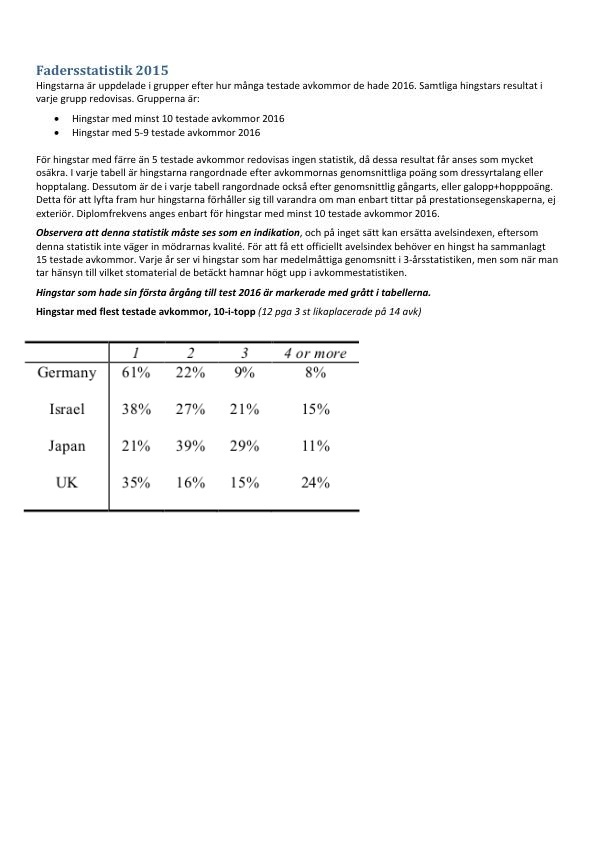 Fadersstatistik 2015
Hingstarna är uppdelade i grupper efter hur många testade avkommor de hade 2016. Samtliga hingstars resultat i
varje grupp redovisas. Grupperna är:
• Hingstar med minst 10 testade avkommor 2016
• Hingstar med 5-9 testade avkommor 2016
För hingstar med färre än 5 testade avkommor redovisas ingen statistik, då dessa resultat får anses som mycket
osäkra. I varje tabell är hingstarna rangordnade efter avkommornas genomsnittliga poäng som dressyrtalang eller
hopptalang. Dessutom är de i varje tabell rangordnade också efter genomsnittlig gångarts, eller galopp+hopppoäng.
Detta för att lyfta fram hur hingstarna förhåller sig till varandra om man enbart tittar på prestationsegenskaperna, ej
exteriör. Diplomfrekvens anges enbart för hingstar med minst 10 testade avkommor 2016.
Observera att denna statistik måste ses som en indikation, och på inget sätt kan ersätta avelsindexen, eftersom
denna statistik inte väger in mödrarnas kvalité. För att få ett officiellt avelsindex behöver en hingst ha sammanlagt
15 testade avkommor. Varje år ser vi hingstar som har medelmåttiga genomsnitt i 3-årsstatistiken, men som när man
tar hänsyn till vilket stomaterial de betäckt hamnar högt upp i avkommestatistiken.
Hingstar som hade sin första årgång till test 2016 är markerade med grått i tabellerna.
Hingstar med flest testade avkommor, 10-i-topp (12 pga 3 st likaplacerade på 14 avk)
1 2 3 4 or more
Germany 61% 22% 9% 8%
Israel 38% 27% 21% 15%
Japan 21% 39% 29% 11%
UK 35% 16% 15% 24%